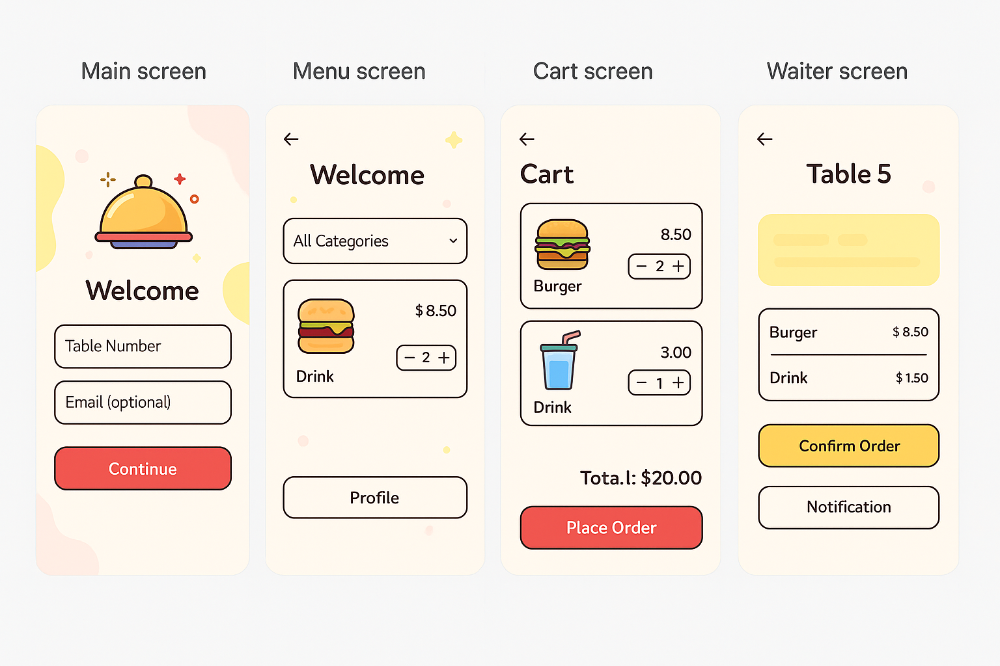 Main screen
Welcome
Table Number
Email (optional)
Continue
Menu screen
Welcome
All Categories
$ 8.50
− 2 +
Drink
Profile
Cart screen
Cart
8.50
− 2 +
Burger
3.00
− 1 +
Drink
Tota.l: $20.00
Place Order
Waiter screen
Table 5
Burger $ 8.50
Drink $ 1.50
Confirm Order
Notification